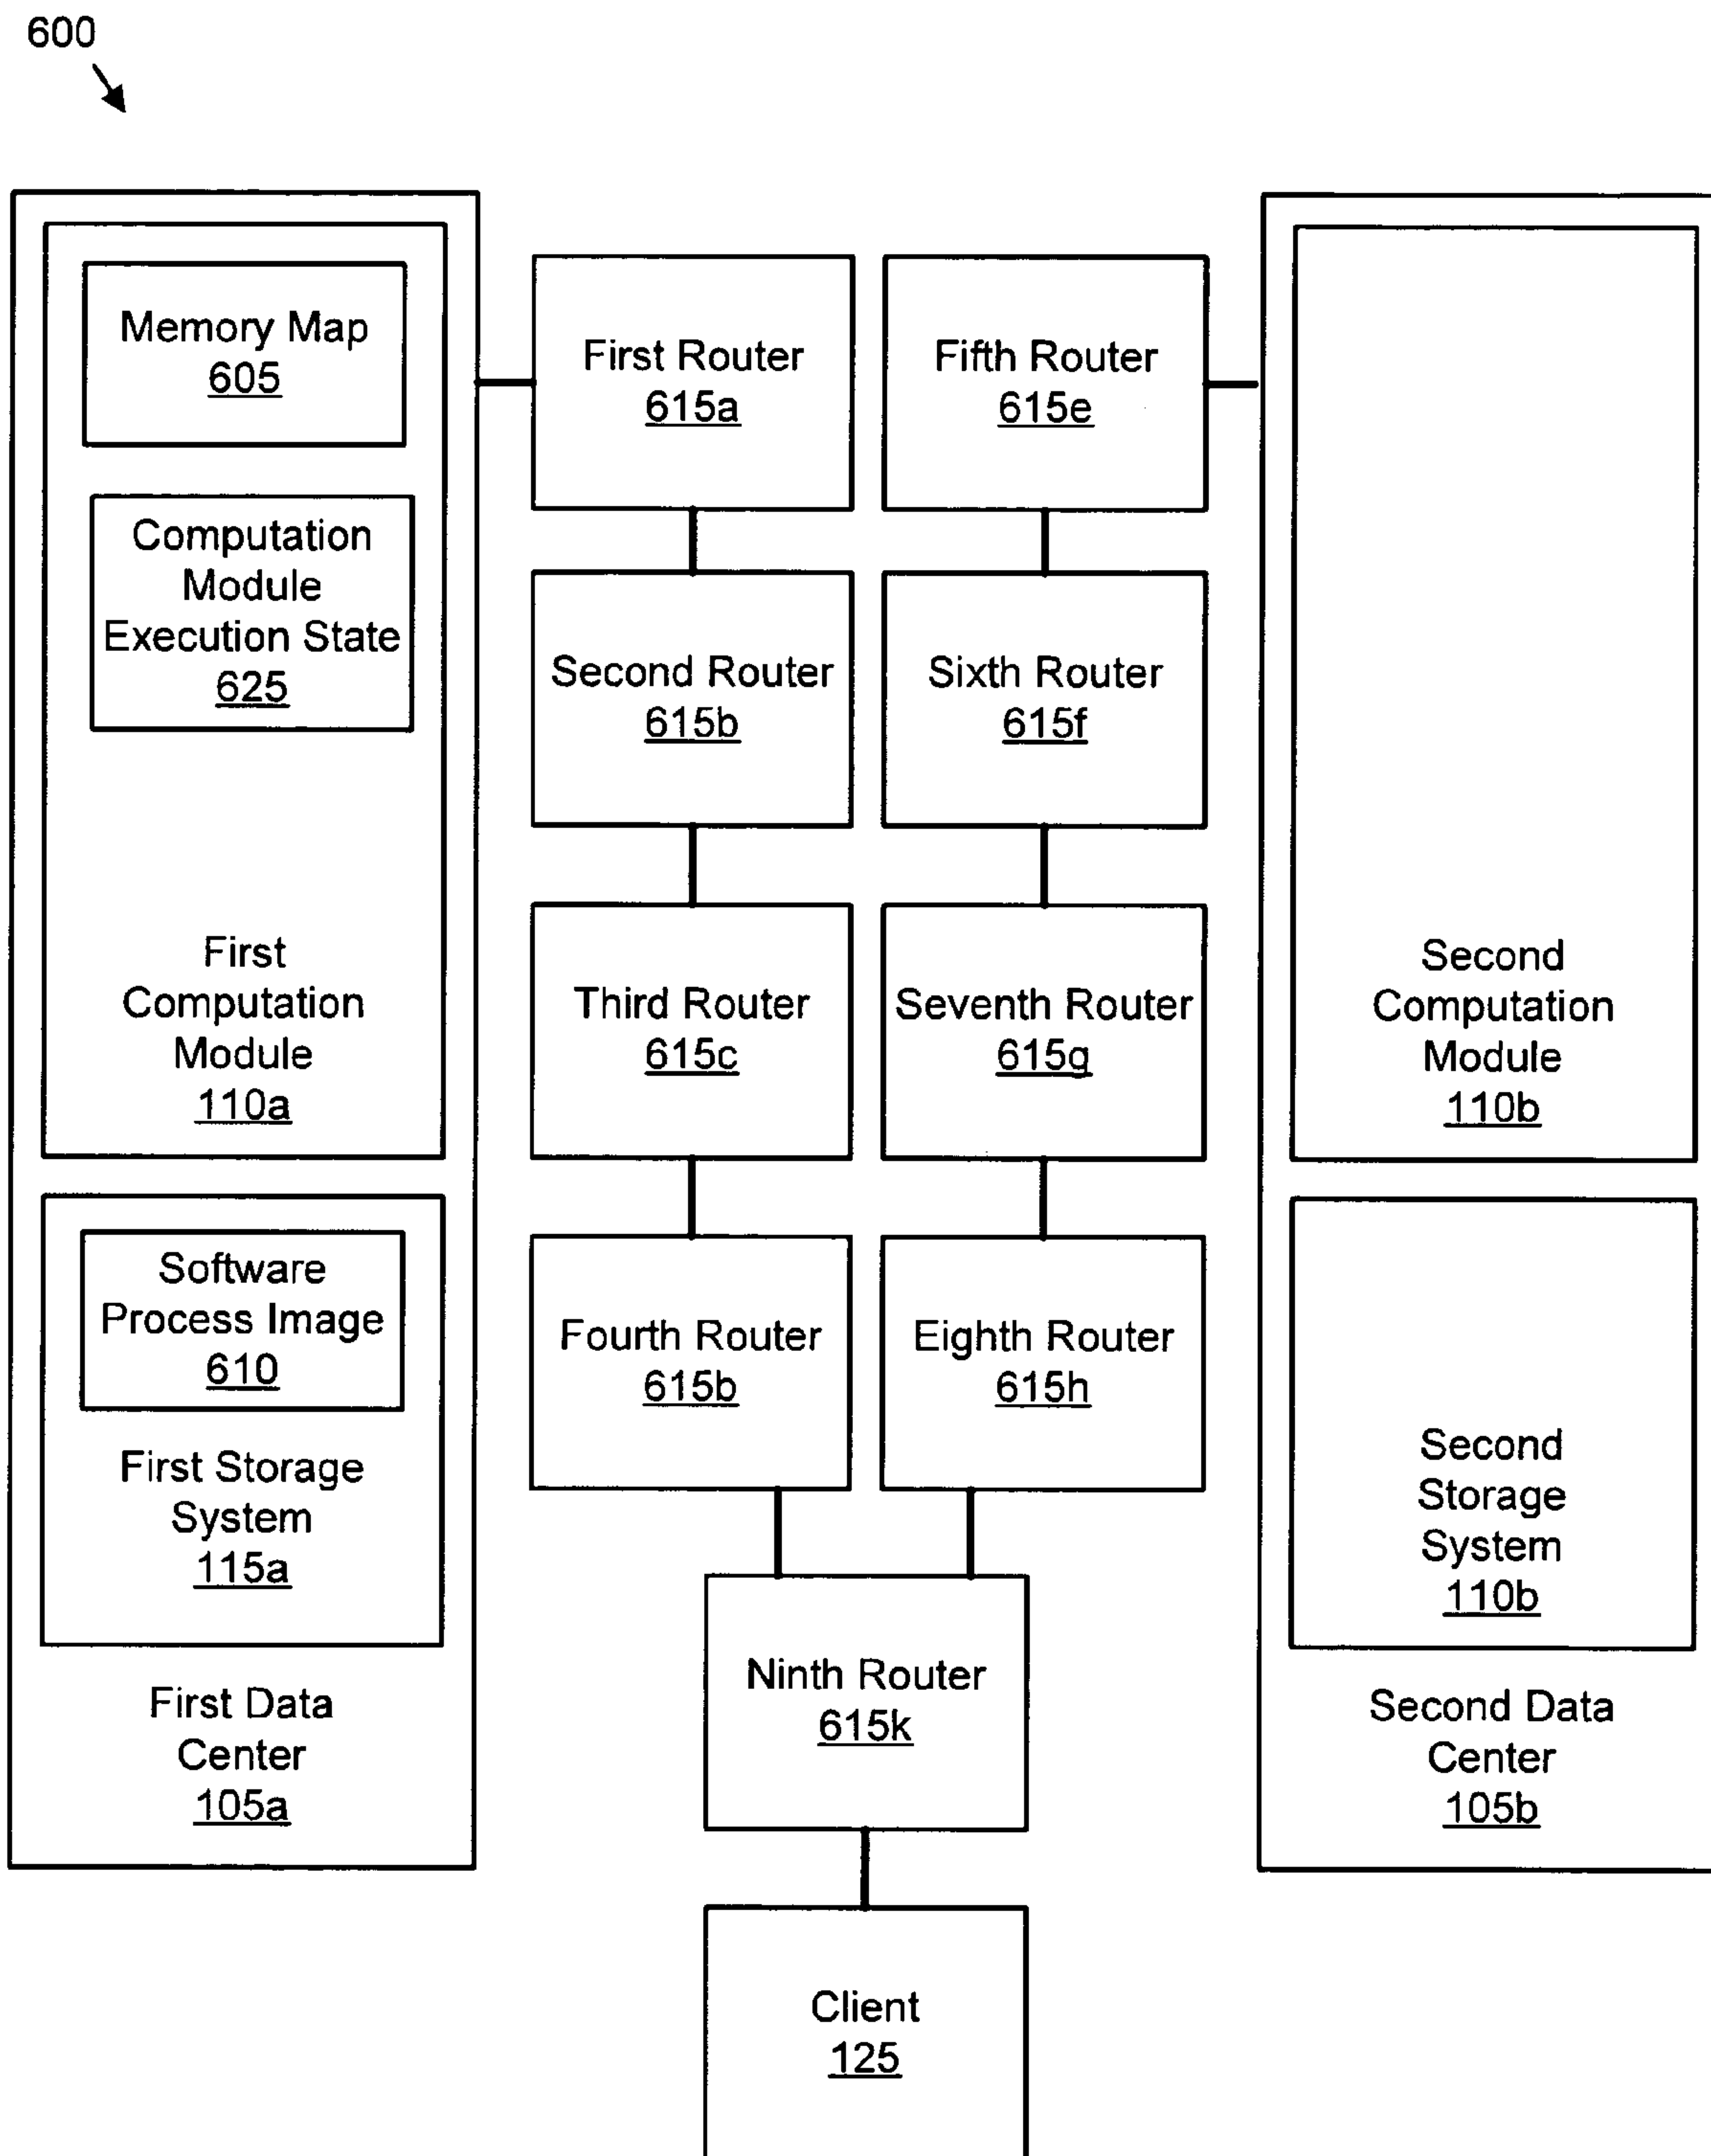 600
Memory Map
605
Computation
Module
Execution State
625
First
Computation
Module
110a
Software
Process Image
610
First Storage
System
115a
First Data
Center
105a
First Router
615a
Second Router
615b
Third Router
615c
Fourth Router
615b
Fifth Router
615e
Sixth Router
615f
Seventh Router
615g
Eighth Router
615h
Ninth Router
615k
Client
125
Second
Computation
Module
110b
Second
Storage
System
110b
Second Data
Center
105b